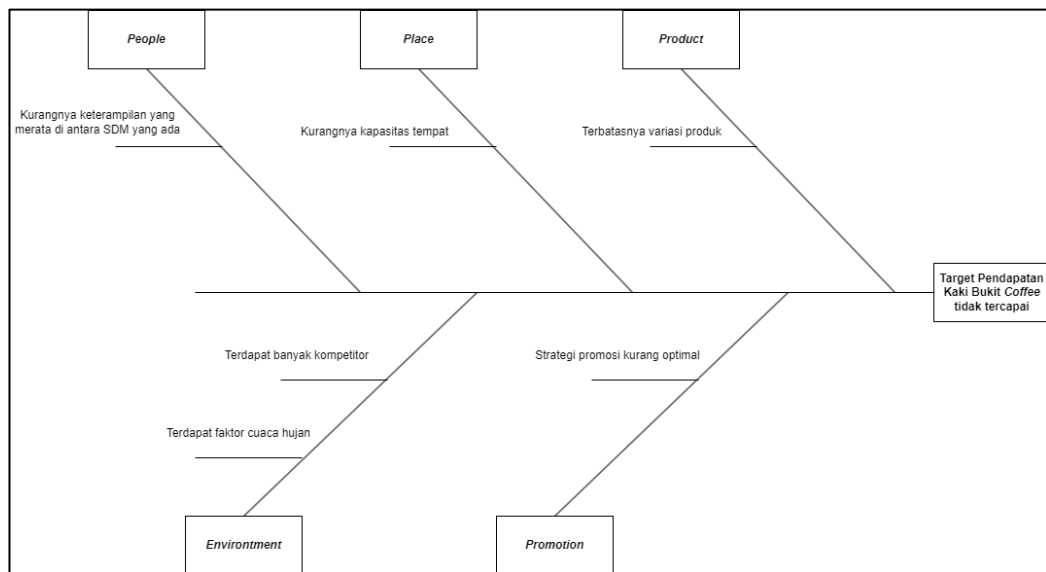 People
Place
Product
Kurangnya keterampilan yang
merata di antara SDM yang ada
Kurangnya kapasitas tempat
Terbatasnya variasi produk
Target Pendapatan
Kaki Bukit Coffee
tidak tercapai
Terdapat banyak kompetitor
Strategi promosi kurang optimal
Terdapat faktor cuaca hujan
Environtment
Promotion